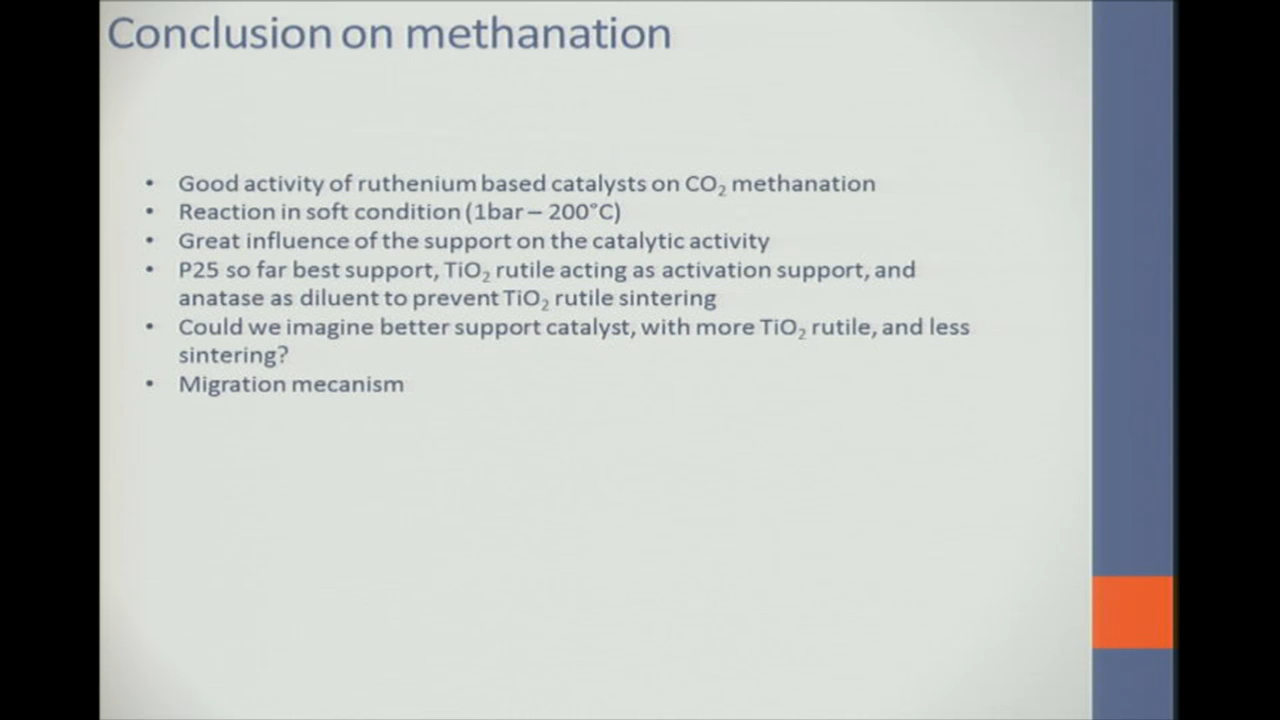 Conclusion on methanation
• Good activity of ruthenium based catalysts on CO₂ methanation
• Reaction in soft condition (1bar – 200°C)
• Great influence of the support on the catalytic activity
• P25 so far best support, TiO₂ rutile acting as activation support, and
anatase as diluent to prevent TiO₂ rutile sintering
• Could we imagine better support catalyst, with more TiO₂ rutile, and less
sintering?
• Migration mecanism